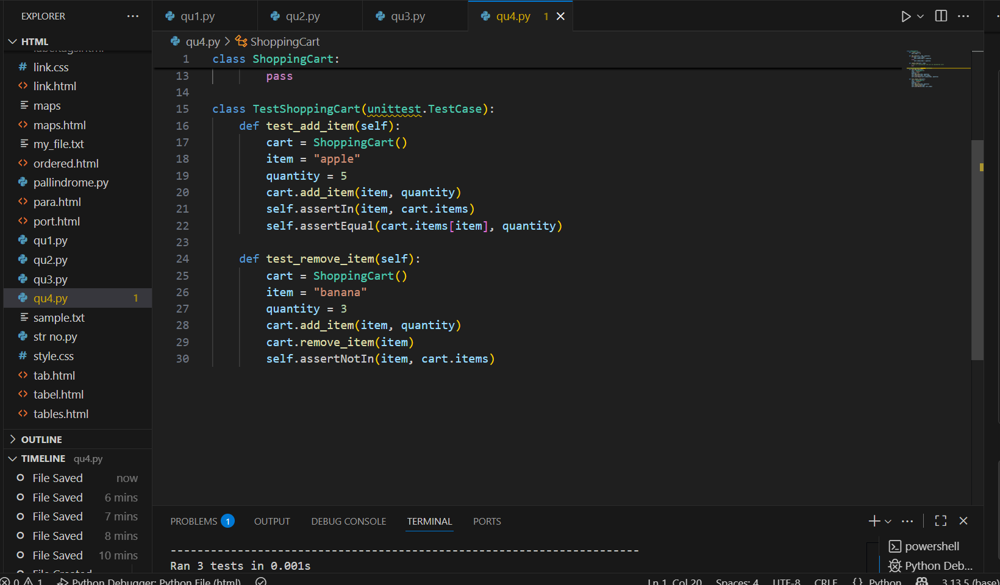 EXPLORER
HTML
link.css
link.html
maps
maps.html
my_file.txt
ordered.html
pallindrome.py
para.html
port.html
qu1.py
qu2.py
qu3.py
qu4.py 1
sample.txt
str no.py
style.css
tab.html
tabel.html
tables.html
OUTLINE
TIMELINE qu4.py
File Saved now
File Saved 6 mins
File Saved 7 mins
File Saved 8 mins
File Saved 10 mins
qu1.py
qu2.py
qu3.py
qu4.py 1
qu4.py > ShoppingCart
1 class ShoppingCart:
13 pass
14
15 class TestShoppingCart(unittest.TestCase):
16 def test_add_item(self):
17 cart = ShoppingCart()
18 item = "apple"
19 quantity = 5
20 cart.add_item(item, quantity)
21 self.assertIn(item, cart.items)
22 self.assertEqual(cart.items[item], quantity)
23
24 def test_remove_item(self):
25 cart = ShoppingCart()
26 item = "banana"
27 quantity = 3
28 cart.add_item(item, quantity)
29 cart.remove_item(item)
30 self.assertNotIn(item, cart.items)
PROBLEMS 1 OUTPUT DEBUG CONSOLE TERMINAL PORTS
----------------------------------------------------------------------
Ran 3 tests in 0.001s
powershell
Python Deb...
0 1 Python Debugger: Python File (html)
Ln 1, Col 20 Spaces: 4 UTF-8 CRLF {} Python 3.13.5 (base)